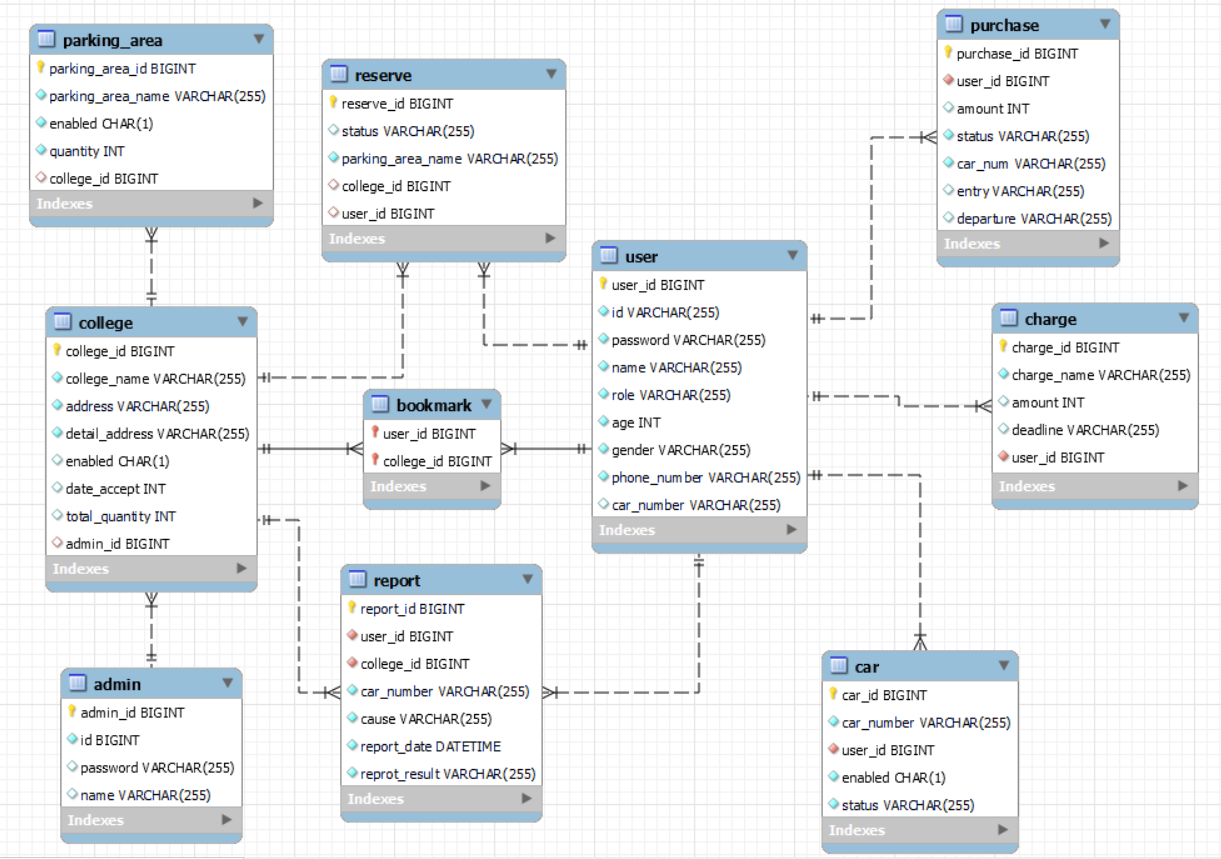 parking_area
parking_area_id BIGINT
parking_area_name VARCHAR(255)
enabled CHAR(1)
quantity INT
college_id BIGINT
Indexes
reserve
reserve_id BIGINT
status VARCHAR(255)
parking_area_name VARCHAR(255)
college_id BIGINT
user_id BIGINT
Indexes
purchase
purchase_id BIGINT
user_id BIGINT
amount INT
status VARCHAR(255)
car_num VARCHAR(255)
entry VARCHAR(255)
departure VARCHAR(255)
Indexes
user
user_id BIGINT
id VARCHAR(255)
password VARCHAR(255)
name VARCHAR(255)
role VARCHAR(255)
age INT
gender VARCHAR(255)
phone_number VARCHAR(255)
car_number VARCHAR(255)
Indexes
college
college_id BIGINT
college_name VARCHAR(255)
address VARCHAR(255)
detail_address VARCHAR(255)
enabled CHAR(1)
date_accept INT
total_quantity INT
admin_id BIGINT
Indexes
bookmark
user_id BIGINT
college_id BIGINT
Indexes
charge
charge_id BIGINT
charge_name VARCHAR(255)
amount INT
deadline VARCHAR(255)
user_id BIGINT
Indexes
report
report_id BIGINT
user_id BIGINT
college_id BIGINT
car_number VARCHAR(255)
cause VARCHAR(255)
report_date DATETIME
reprot_result VARCHAR(255)
Indexes
admin
admin_id BIGINT
id BIGINT
password VARCHAR(255)
name VARCHAR(255)
Indexes
car
car_id BIGINT
car_number VARCHAR(255)
user_id BIGINT
enabled CHAR(1)
status VARCHAR(255)
Indexes